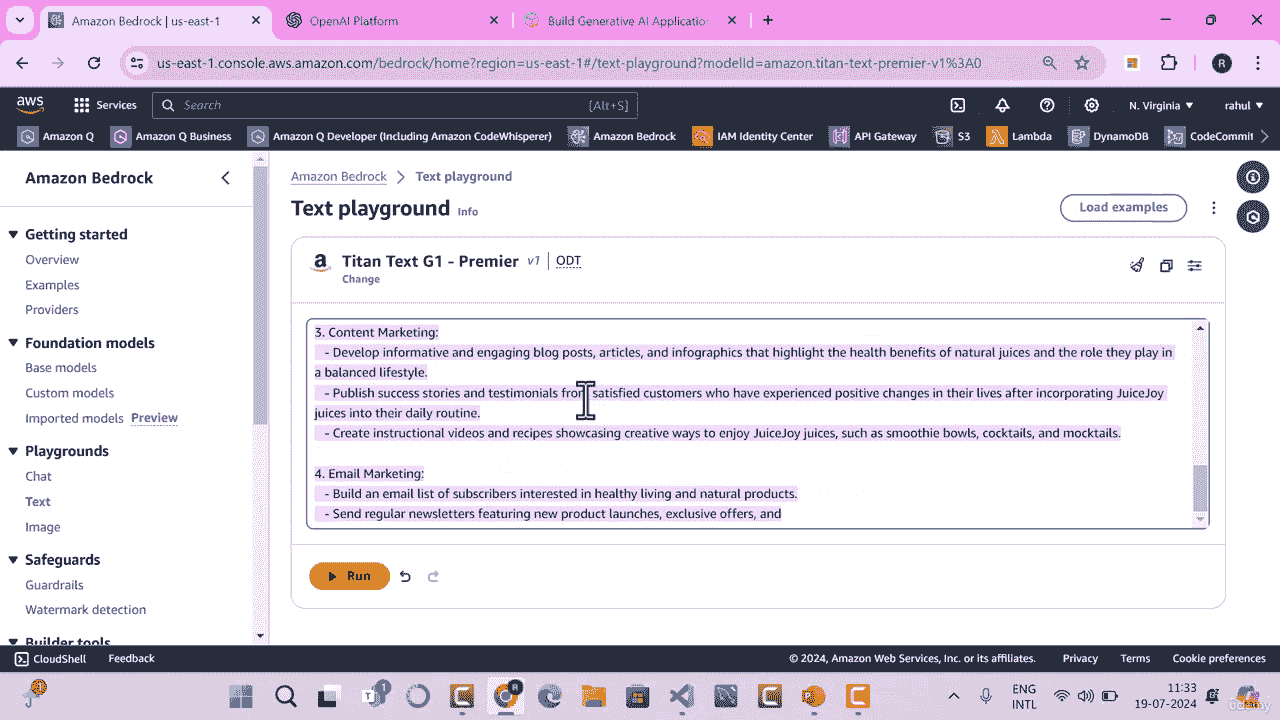 Amazon Bedrock | us-east-1
OpenAI Platform
Build Generative AI Application
us-east-1.console.aws.amazon.com/bedrock/home?region=us-east-1#/text-playground?modelId=amazon.titan-text-premier-v1%3A0
R
aws
Services
Search
[Alt+S]
N. Virginia
rahul
Amazon Q
Amazon Q Business
Amazon Q Developer (Including Amazon CodeWhisperer)
Amazon Bedrock
IAM Identity Center
API Gateway
S3
Lambda
DynamoDB
CodeCommit
Amazon Bedrock
Getting started
Overview
Examples
Providers
Foundation models
Base models
Custom models
Imported models Preview
Playgrounds
Chat
Text
Image
Safeguards
Guardrails
Watermark detection
Builder tools
Amazon Bedrock > Text playground
Text playground Info
Load examples
a
Titan Text G1 - Premier v1 | ODT
Change
3. Content Marketing:
- Develop informative and engaging blog posts, articles, and infographics that highlight the health benefits of natural juices and the role they play in
a balanced lifestyle.
- Publish success stories and testimonials from satisfied customers who have experienced positive changes in their lives after incorporating JuiceJoy
juices into their daily routine.
- Create instructional videos and recipes showcasing creative ways to enjoy JuiceJoy juices, such as smoothie bowls, cocktails, and mocktails.
4. Email Marketing:
- Build an email list of subscribers interested in healthy living and natural products.
- Send regular newsletters featuring new product launches, exclusive offers, and
Run
CloudShell
Feedback
© 2024, Amazon Web Services, Inc. or its affiliates.
Privacy
Terms
Cookie preferences
1
1
ENG
INTL
11:33
19-07-2024
Udemy